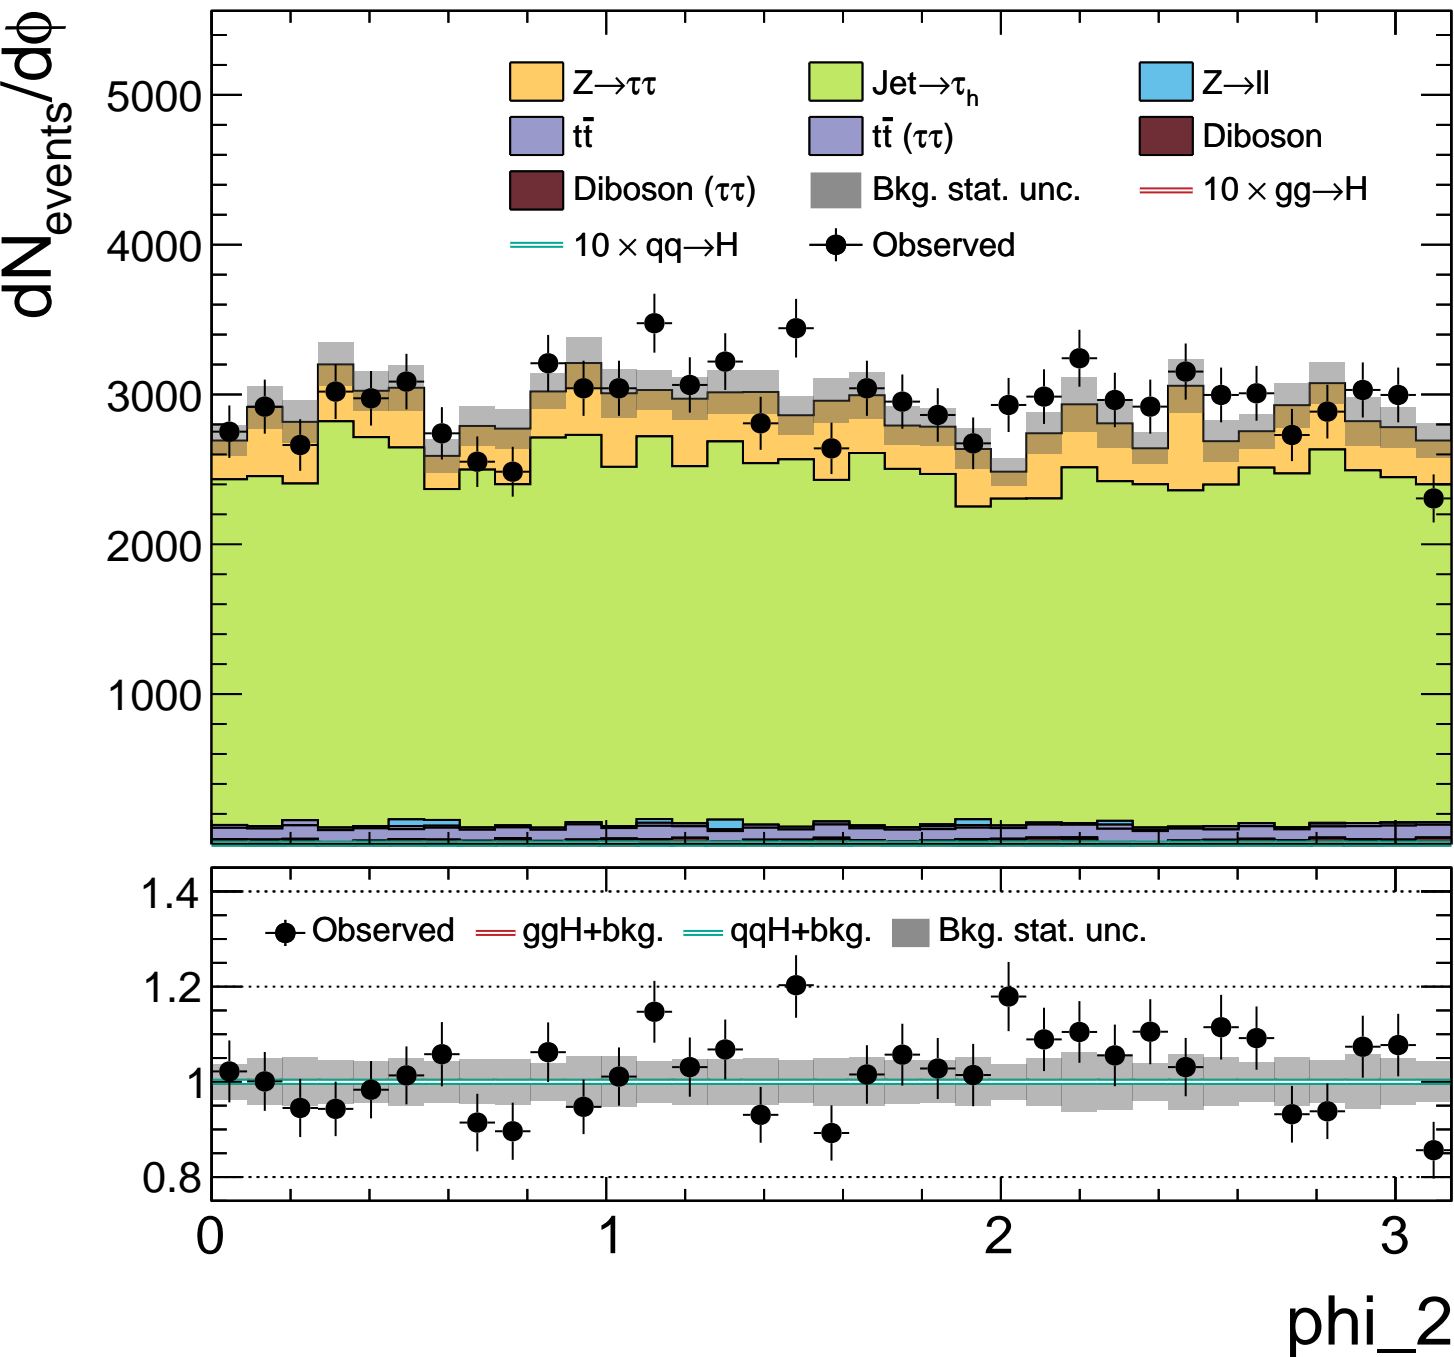 dN_events/dϕ
5000
4000
3000
2000
1000
Z→ττ Jet→τ_h Z→ll
tt̄ tt̄ (ττ) Diboson
Diboson (ττ) Bkg. stat. unc. 10 × gg→H
10 × qq→H Observed
1.4
1.2
1
0.8
Observed ggH+bkg. qqH+bkg. Bkg. stat. unc.
0 1 2 3
phi_2